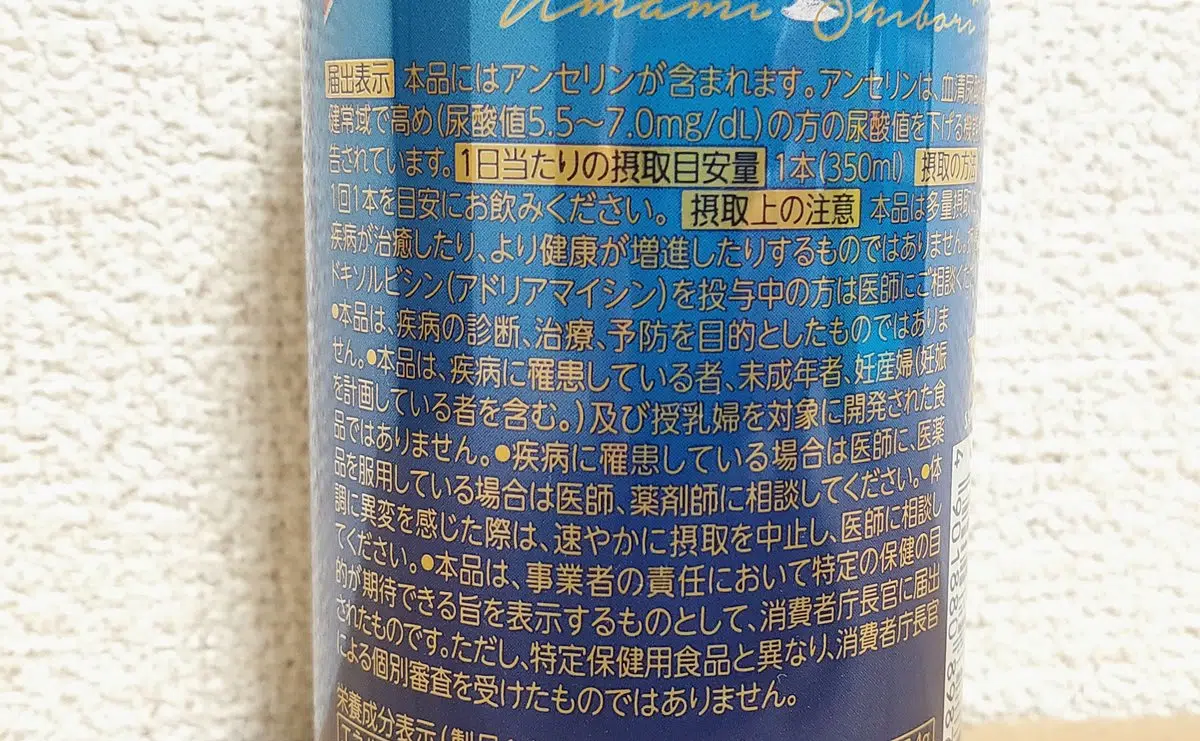 Umami Shibori
届出表示 本品にはアンセリンが含まれます。アンセリンは、血清尿酸
健常域で高め(尿酸値5.5〜7.0mg/dL)の方の尿酸値を下げる機能
告されています。 1日当たりの摂取目安量 1本(350ml) 摂取の方法
1回1本を目安にお飲みください。 摂取上の注意 本品は多量摂取に
疾病が治癒したり、より健康が増進したりするものではありません。
ドキソルビシン(アドリアマイシン)を投与中の方は医師にご相談くださ
●本品は、疾病の診断、治療、予防を目的としたものではありま
せん。●本品は、疾病に罹患している者、未成年者、妊産婦(妊娠
を計画している者を含む。)及び授乳婦を対象に開発された食
品ではありません。●疾病に罹患している場合は医師に、医薬
品を服用している場合は医師、薬剤師に相談してください。●体
調に異変を感じた際は、速やかに摂取を中止し、医師に相談し
てください。●本品は、事業者の責任において特定の保健の目
的が期待できる旨を表示するものとして、消費者庁長官に届出
されたものです。ただし、特定保健用食品と異なり、消費者庁長官
による個別審査を受けたものではありません。
栄養成分表示(製品